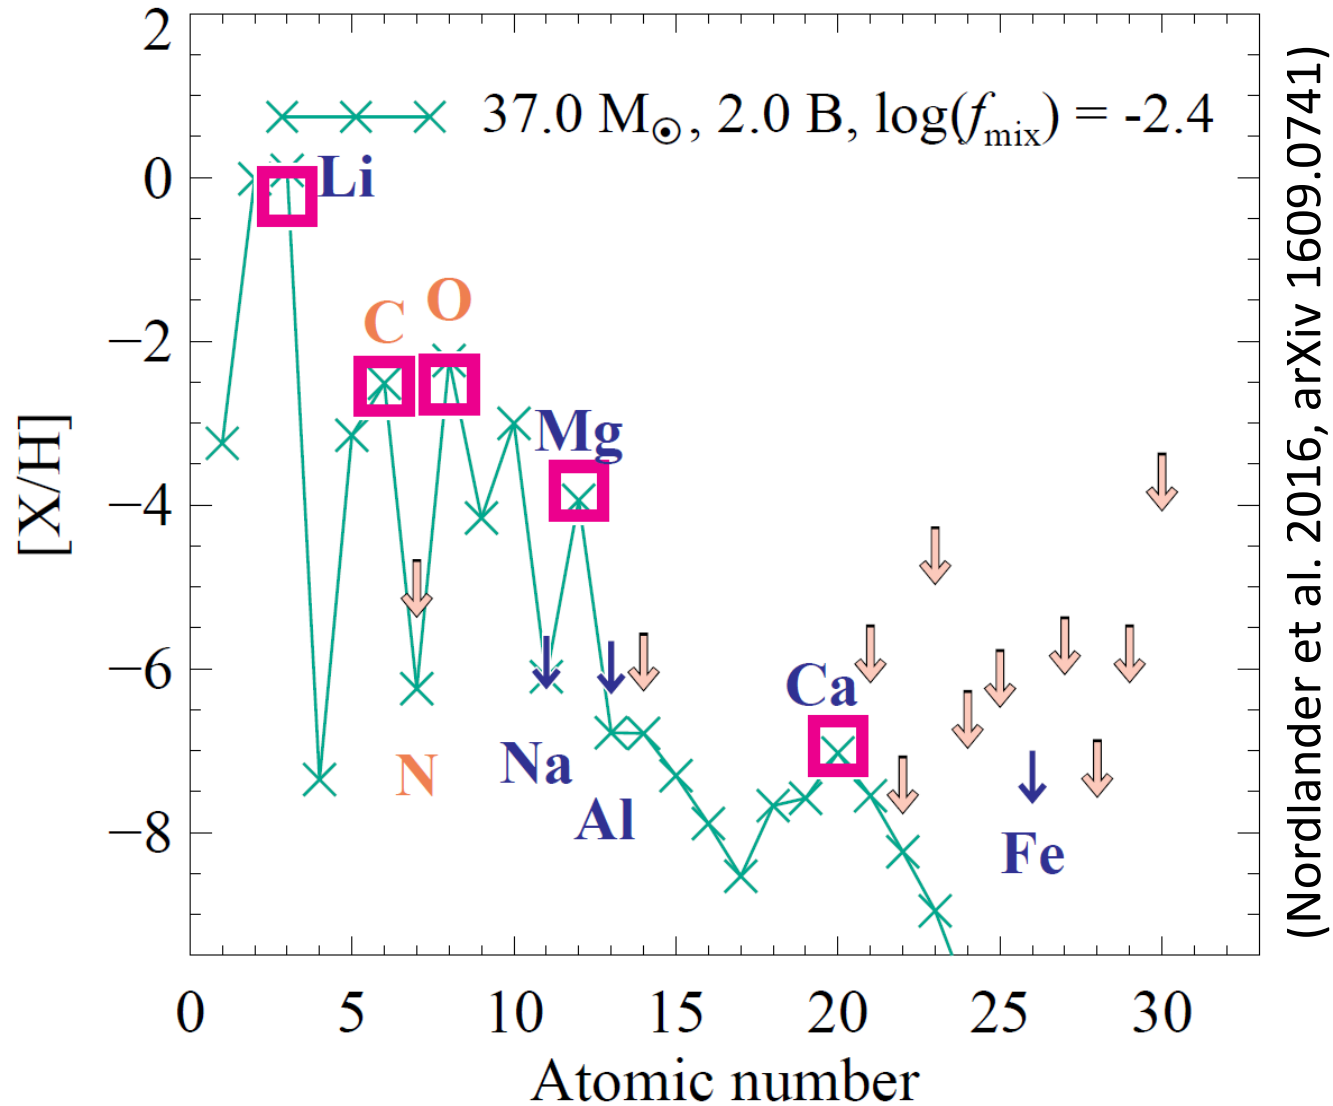 37.0 M☉, 2.0 B, log(fmix) = -2.4
2
0
−2
−4
−6
−8
[X/H]
Li
C
O
Mg
N
Na
Al
Ca
Fe
0 5 10 15 20 25 30
Atomic number
(Nordlander et al. 2016, arXiv 1609.0741)